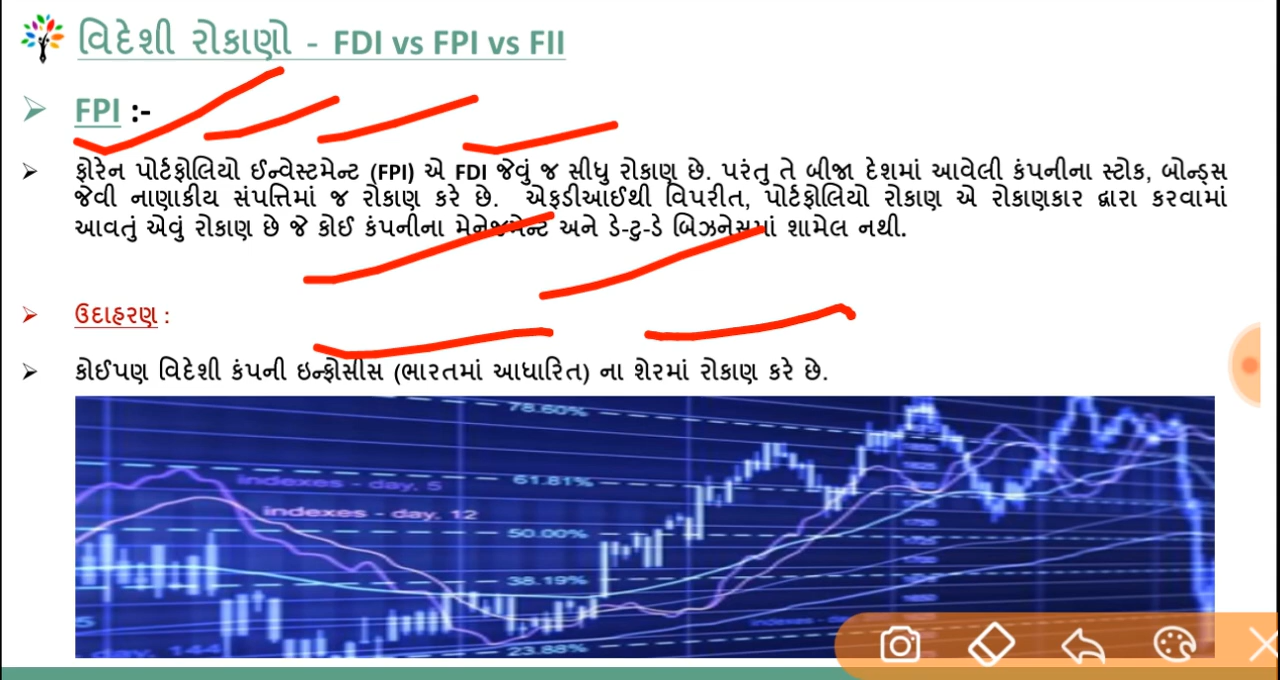 વિદેશી રોકાણો - FDI vs FPI vs FII
FPI :-
ફોરેન પોર્ટફોલિયો ઈન્વેસ્ટમેન્ટ (FPI) એ FDI જેવું જ સીધુ રોકાણ છે. પરંતુ તે બીજા દેશમાં આવેલી કંપનીના સ્ટોક, બોન્ડ્સ
જેવી નાણાકીય સંપત્તિમાં જ રોકાણ કરે છે. એફડીઆઈથી વિપરીત, પોર્ટફોલિયો રોકાણ એ રોકાણકાર દ્વારા કરવામાં
આવતું એવું રોકાણ છે જે કોઈ કંપનીના મેનેજમેન્ટ અને ડે-ટુ-ડે બિઝનેસમાં શામેલ નથી.
ઉદાહરણ :
કોઈપણ વિદેશી કંપની ઇન્ફોસીસ (ભારતમાં આધારિત) ના શેરમાં રોકાણ કરે છે.
78.60%
indexes - day, 5
61.81%
indexes - day, 12
50.00%
38.19%
23.88%
day, 144